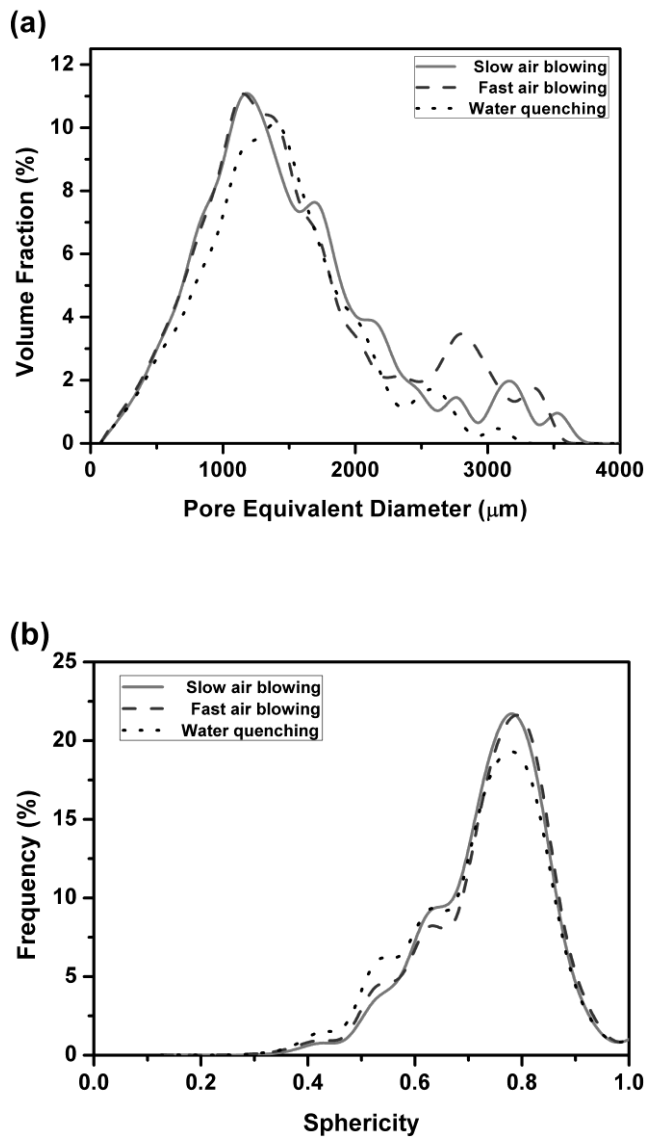 (a)
12
10
8
6
4
2
0
Volume Fraction (%)
Slow air blowing
Fast air blowing
Water quenching
0 1000 2000 3000 4000
Pore Equivalent Diameter (μm)
(b)
25
20
15
10
5
0
Frequency (%)
Slow air blowing
Fast air blowing
Water quenching
0.0 0.2 0.4 0.6 0.8 1.0
Sphericity